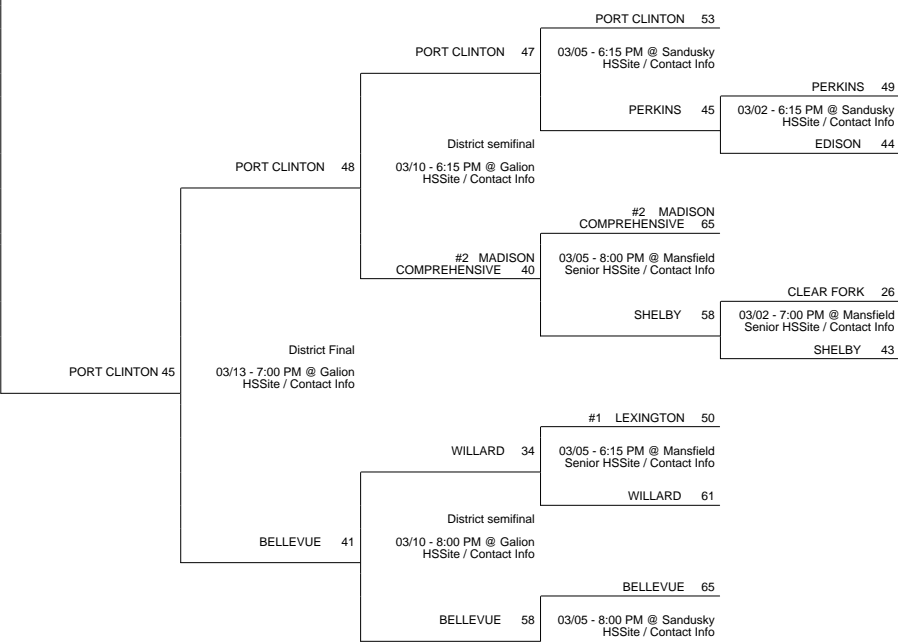 PORT CLINTON 53
PORT CLINTON 47
03/05 - 6:15 PM @ Sandusky
HSSite / Contact Info
PERKINS 49
PERKINS 45
03/02 - 6:15 PM @ Sandusky
HSSite / Contact Info
EDISON 44
District semifinal
PORT CLINTON 48
03/10 - 6:15 PM @ Galion
HSSite / Contact Info
#2 MADISON
COMPREHENSIVE 65
#2 MADISON
COMPREHENSIVE 40
03/05 - 8:00 PM @ Mansfield
Senior HSSite / Contact Info
CLEAR FORK 26
SHELBY 58
03/02 - 7:00 PM @ Mansfield
Senior HSSite / Contact Info
SHELBY 43
District Final
PORT CLINTON 45
03/13 - 7:00 PM @ Galion
HSSite / Contact Info
#1 LEXINGTON 50
WILLARD 34
03/05 - 6:15 PM @ Mansfield
Senior HSSite / Contact Info
WILLARD 61
District semifinal
BELLEVUE 41
03/10 - 8:00 PM @ Galion
HSSite / Contact Info
BELLEVUE 65
BELLEVUE 58
03/05 - 8:00 PM @ Sandusky
HSSite / Contact Info